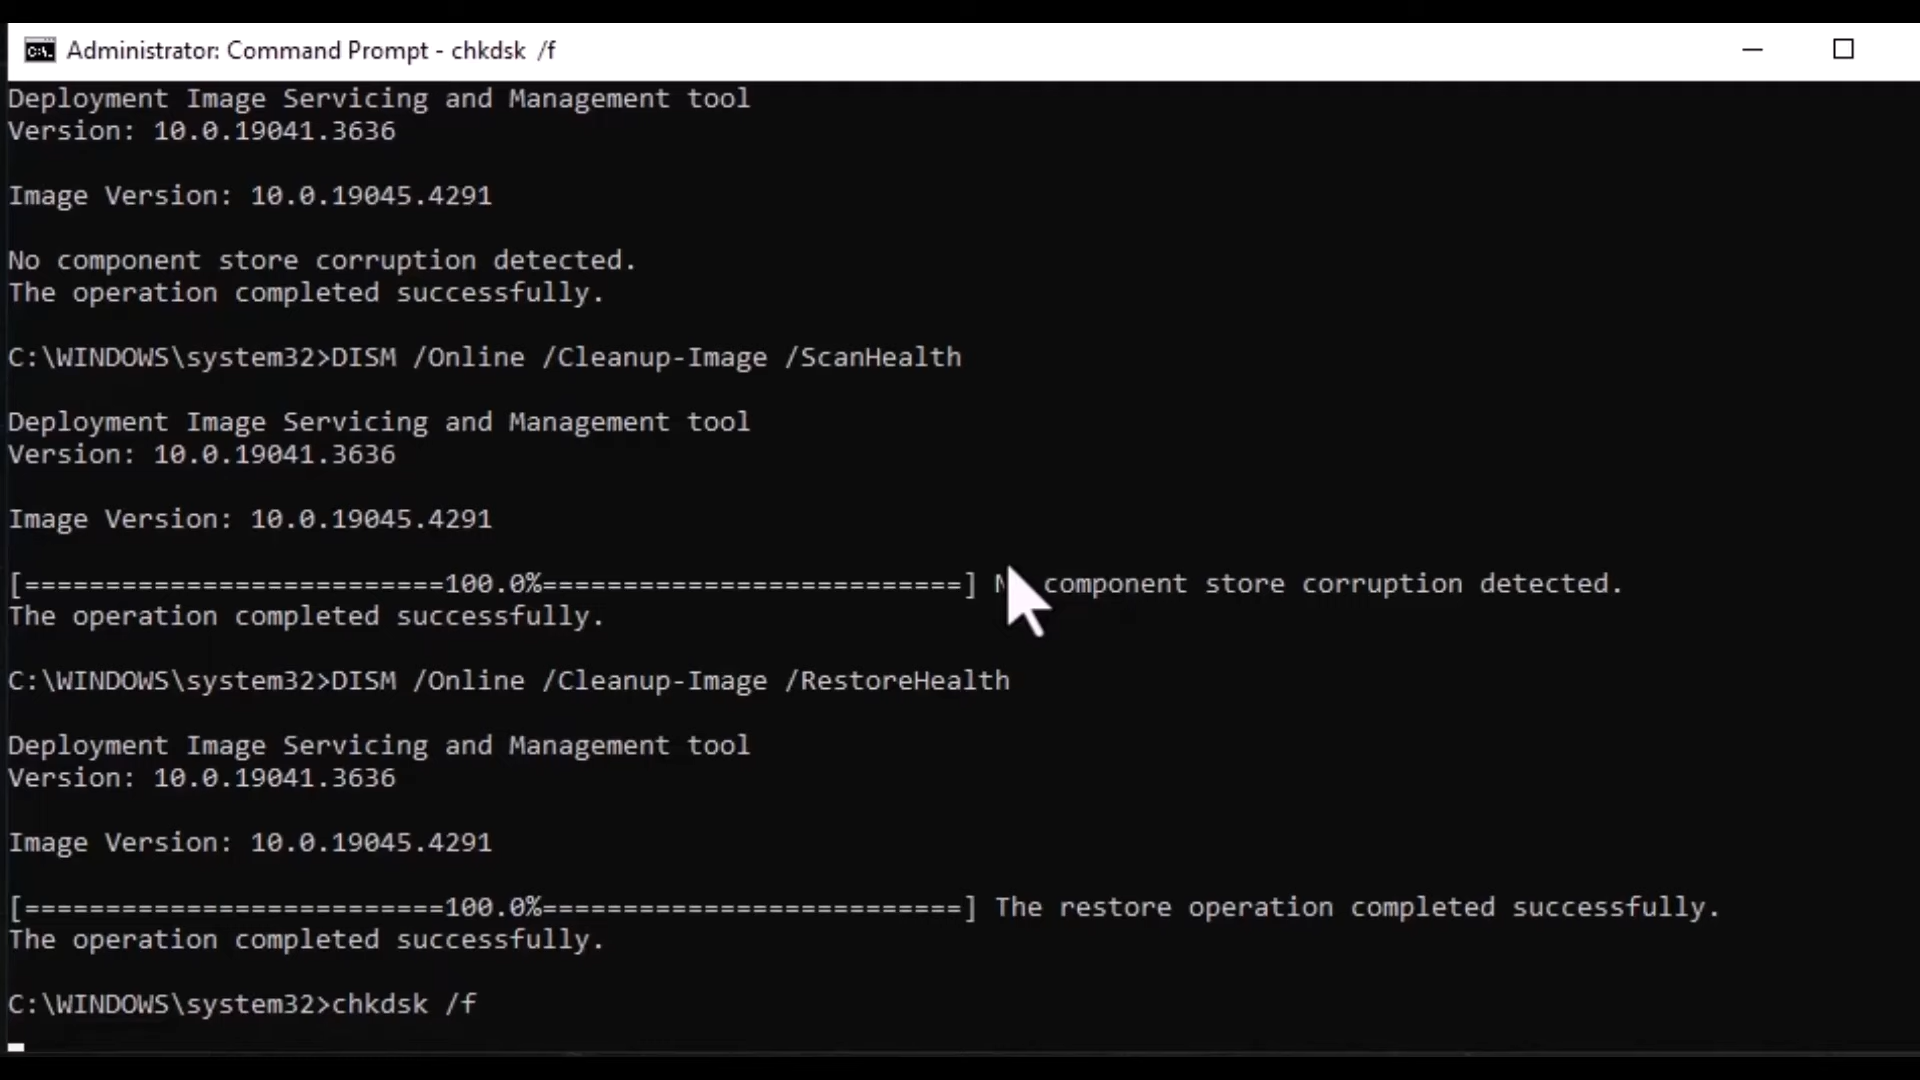 Administrator: Command Prompt - chkdsk /f
Deployment Image Servicing and Management tool
Version: 10.0.19041.3636
Image Version: 10.0.19045.4291
No component store corruption detected.
The operation completed successfully.
C:\WINDOWS\system32>DISM /Online /Cleanup-Image /ScanHealth
Deployment Image Servicing and Management tool
Version: 10.0.19041.3636
Image Version: 10.0.19045.4291
[==========================100.0%==========================] No component store corruption detected.
The operation completed successfully.
C:\WINDOWS\system32>DISM /Online /Cleanup-Image /RestoreHealth
Deployment Image Servicing and Management tool
Version: 10.0.19041.3636
Image Version: 10.0.19045.4291
[==========================100.0%==========================] The restore operation completed successfully.
The operation completed successfully.
C:\WINDOWS\system32>chkdsk /f